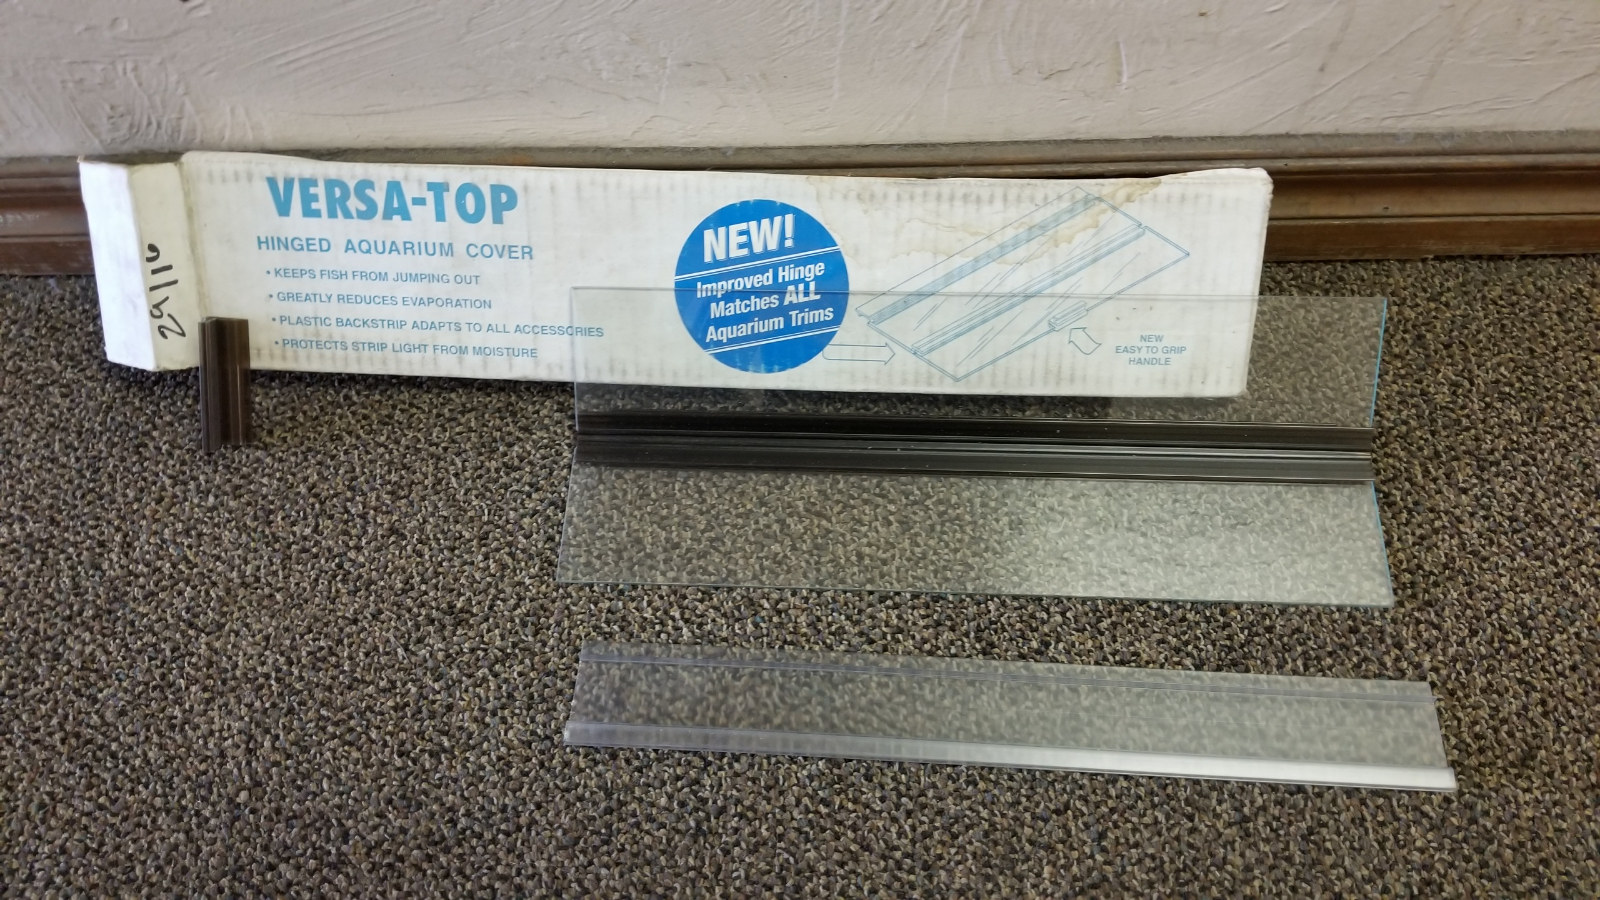 VERSA-TOP
HINGED AQUARIUM COVER
• KEEPS FISH FROM JUMPING OUT
• GREATLY REDUCES EVAPORATION
• PLASTIC BACKSTRIP ADAPTS TO ALL ACCESSORIES
• PROTECTS STRIP LIGHT FROM MOISTURE
NEW!
Improved Hinge
Matches ALL
Aquarium Trims
NEW
EASY TO GRIP
HANDLE